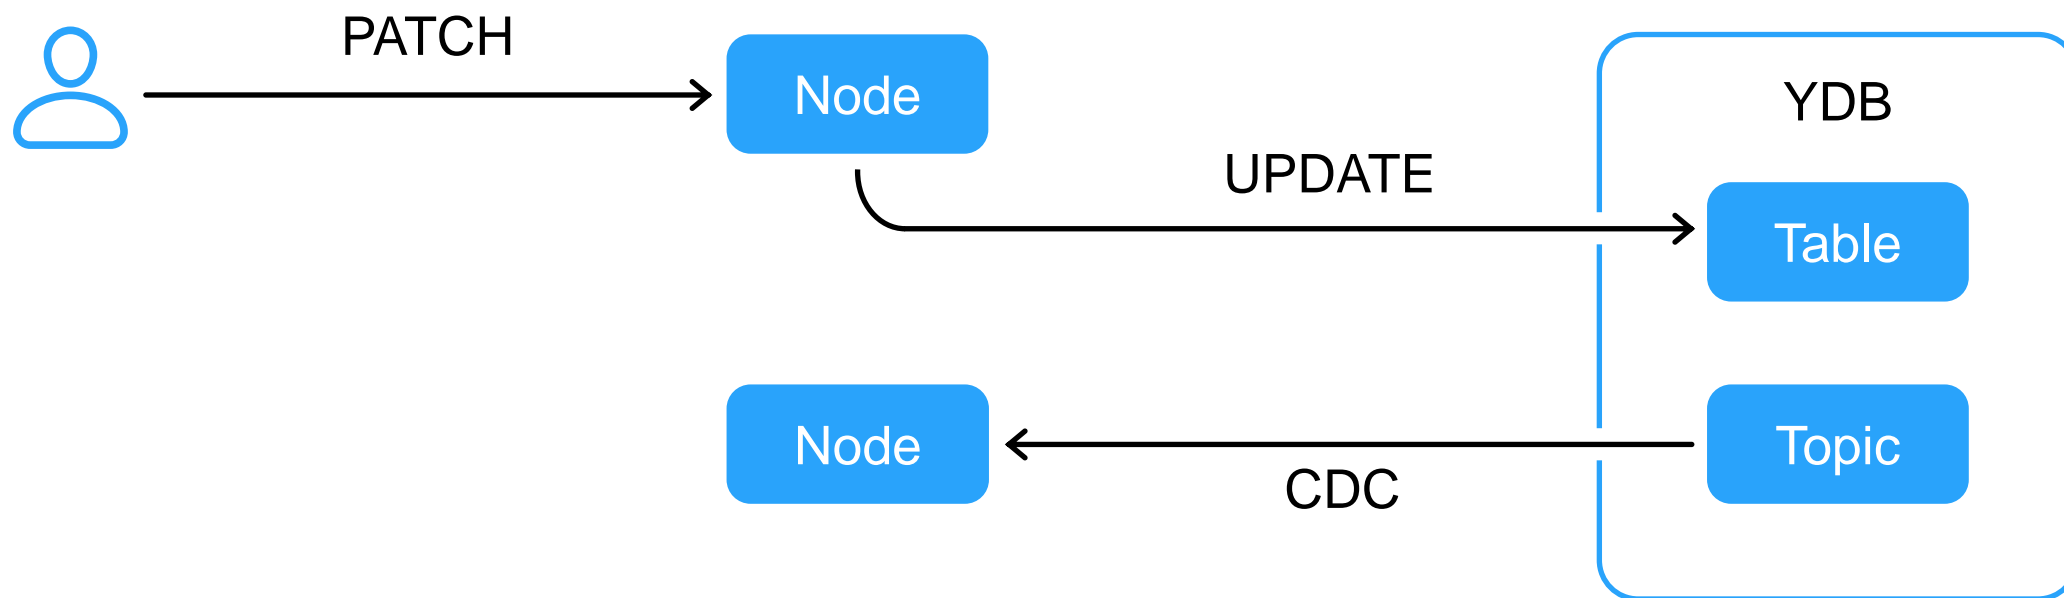 PATCH
Node
YDB
UPDATE
Table
Node
Topic
CDC